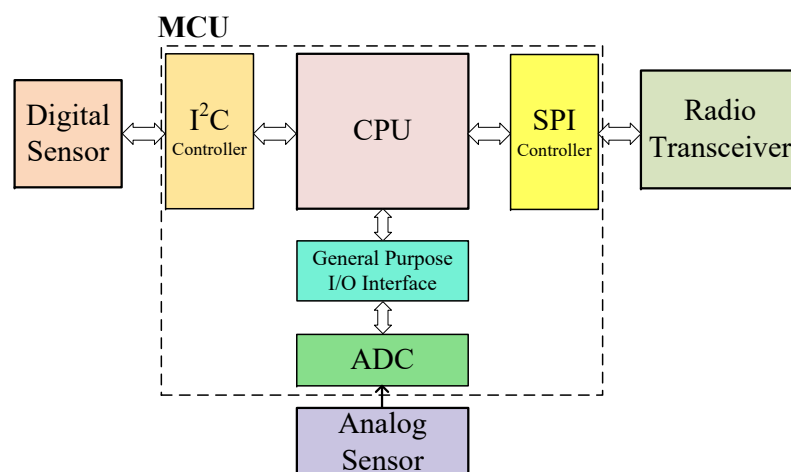 MCU
Digital
Sensor
I²C
Controller
CPU
SPI
Controller
Radio
Transceiver
General Purpose
I/O Interface
ADC
Analog
Sensor